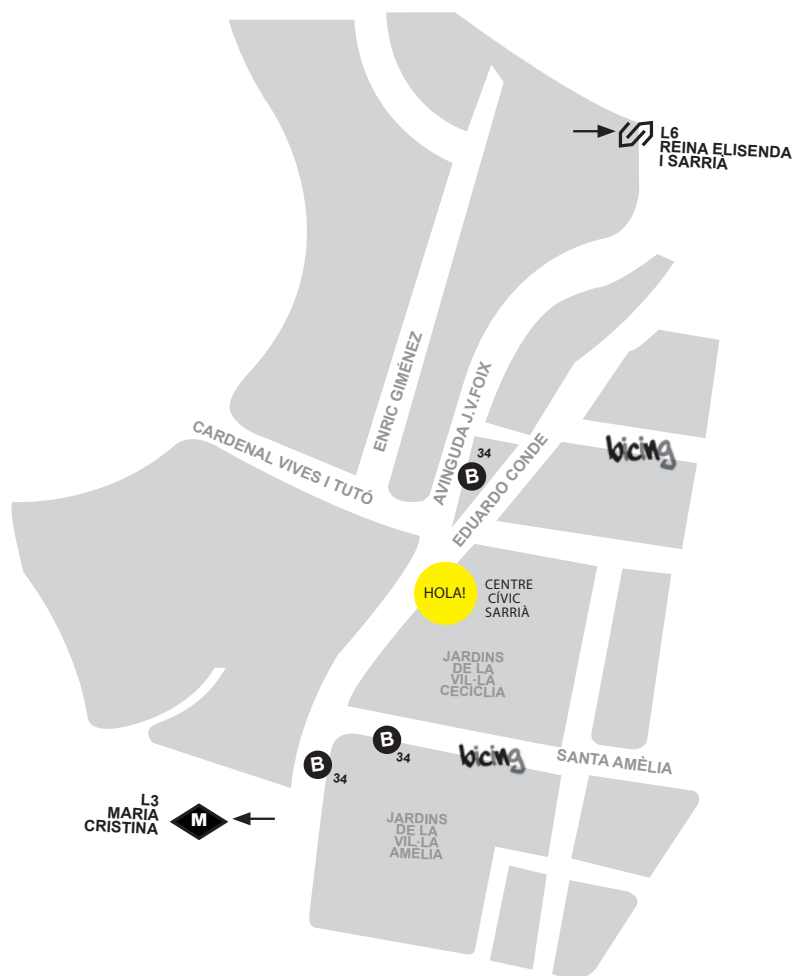 L6
REINA ELISENDA
I SARRIÀ
ENRIC GIMÉNEZ
AVINGUDA J.V.FOIX
CARDENAL VIVES I TUTÓ
EDUARDO CONDE
bicing
34
B
HOLA!
CENTRE
CÍVIC
SARRIÀ
JARDINS
DE LA
VIL·LA
CECICLIA
B
34
B
34
bicing
SANTA AMÈLIA
L3
MARIA
CRISTINA
M
JARDINS
DE LA
VIL·LA
AMELIA